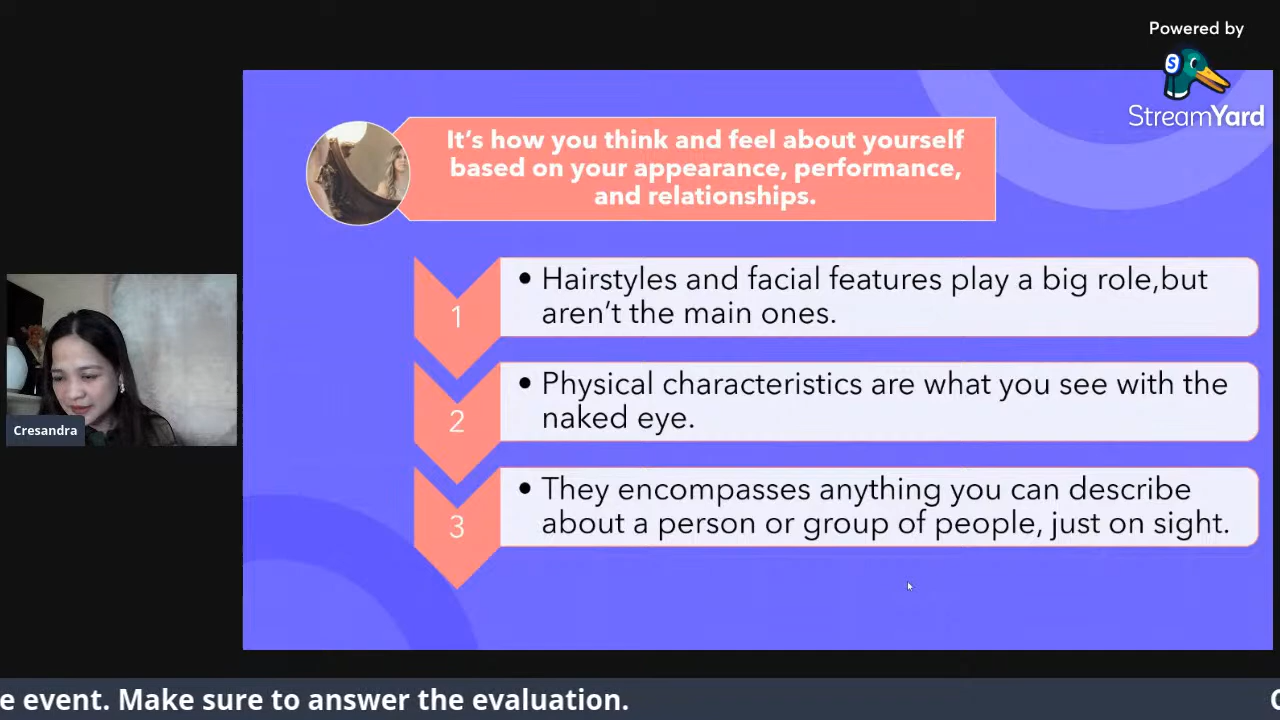 Powered by
StreamYard
It's how you think and feel about yourself
based on your appearance, performance,
and relationships.
1
• Hairstyles and facial features play a big role,but
aren't the main ones.
2
• Physical characteristics are what you see with the
naked eye.
3
• They encompasses anything you can describe
about a person or group of people, just on sight.
Cresandra
e event. Make sure to answer the evaluation.